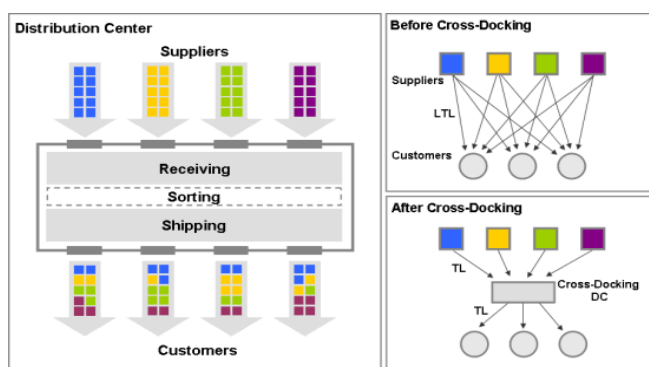 Distribution Center
Suppliers
Receiving
Sorting
Shipping
Customers
Before Cross-Docking
Suppliers
LTL
Customers
After Cross-Docking
TL
Cross-Docking
DC
TL